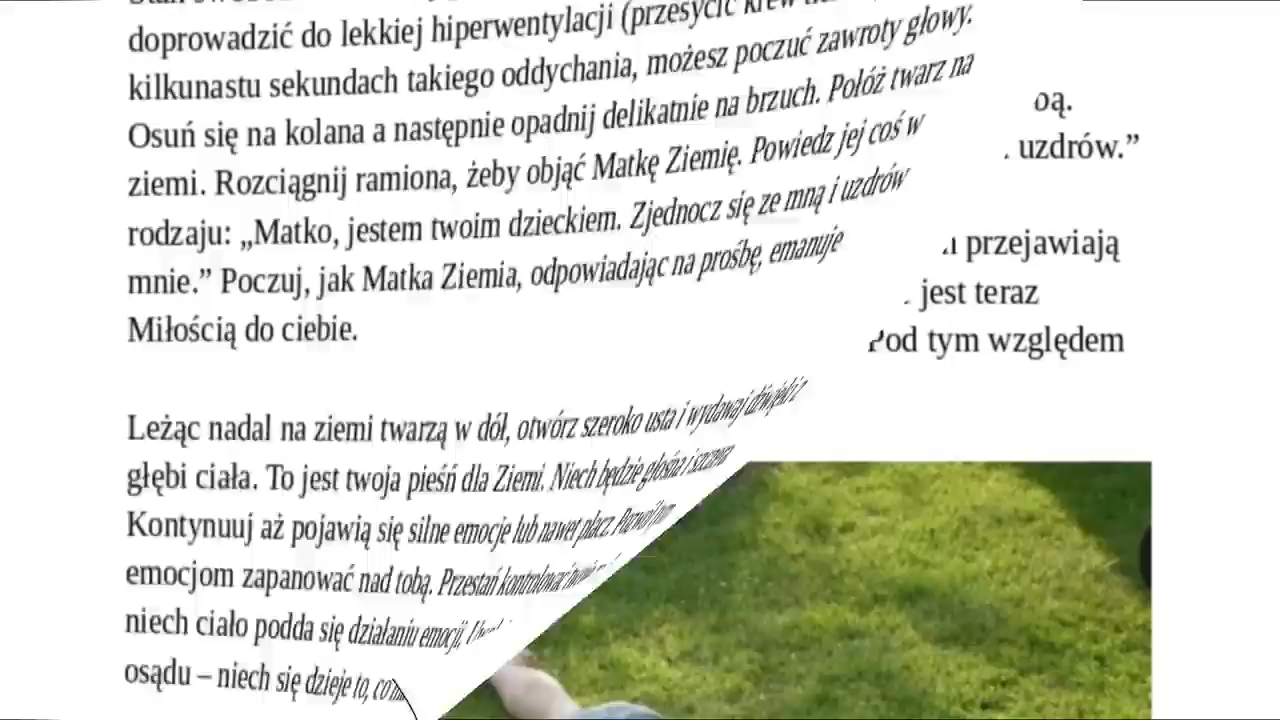 doprowadzić do lekkiej hiperwentylacji (przesycić krew
kilkunastu sekundach takiego oddychania, możesz poczuć zawroty głowy.
Osuń się na kolana a następnie opadnij delikatnie na brzuch. Połóż twarz na
ziemi. Rozciągnij ramiona, żeby objąć Matkę Ziemię. Powiedz jej coś w
rodzaju: „Matko, jestem twoim dzieckiem. Zjednocz się ze mną i uzdrów
mnie.” Poczuj, jak Matka Ziemia, odpowiadając na prośbę, emanuje
Miłością do ciebie.
Leżąc nadal na ziemi twarzą w dół, otwórz szeroko usta i wydawaj dźwięki z
głębi ciała. To jest twoja pieśń dla Ziemi. Niech będzie głośna i szczera
Kontynuuj aż pojawią się silne emocje lub nawet płacz. Pozwól tym
emocjom zapanować nad tobą. Przestań kontrolować
niech ciało podda się działaniu emocji,
osądu – niech się dzieje to, co
uzdrów.”
przejawiają
jest teraz
Pod tym względem